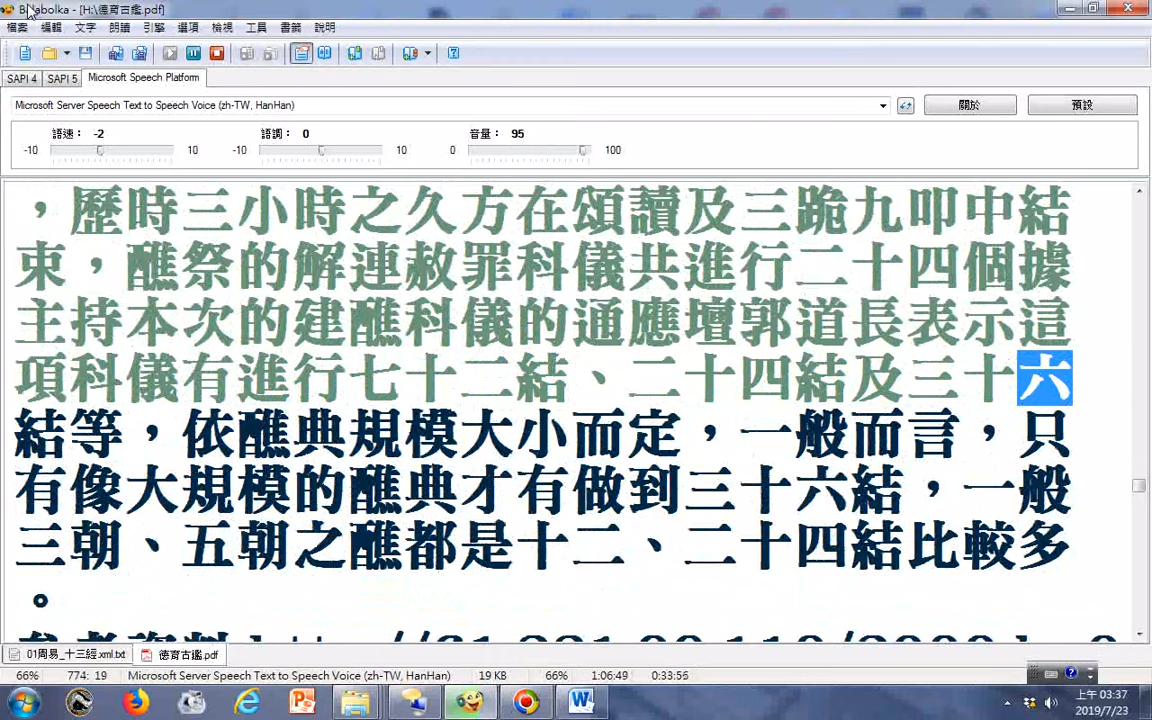 Balabolka - [H:\德育古鑑.pdf]
檔案 編輯 文字 朗讀 引擎 選項 檢視 工具 書籤 說明
SAPI 4 SAPI 5 Microsoft Speech Platform
Microsoft Server Speech Text to Speech Voice (zh-TW, HanHan) 關於 預設
語速： -2 語調： 0 音量： 95
-10 10 -10 10 0 100
，歷時三小時之久方在頌讀及三跪九叩中結
束，醮祭的解連赦罪科儀共進行二十四個據
主持本次的建醮科儀的通應壇郭道長表示這
項科儀有進行七十二結、二十四結及三十六
結等，依醮典規模大小而定，一般而言，只
有像大規模的醮典才有做到三十六結，一般
三朝、五朝之醮都是十二、二十四結比較多
。
01周易_十三經.xml.txt 德育古鑑.pdf
66% 774: 19 Microsoft Server Speech Text to Speech Voice (zh-TW, HanHan) 19 KB 66% 1:06:49 0:33:56
上午 03:37
2019/7/23